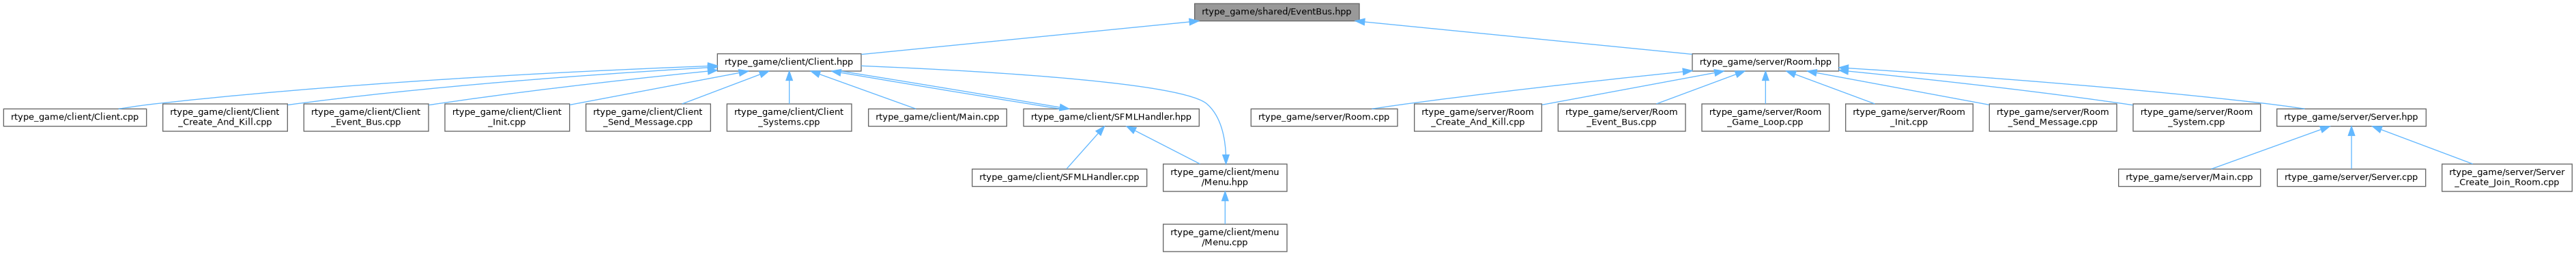 rtype_game/shared/EventBus.hpp
rtype_game/client/Client.hpp
rtype_game/server/Room.hpp
rtype_game/client/Client.cpp
rtype_game/client/Client
_Create_And_Kill.cpp
rtype_game/client/Client
_Event_Bus.cpp
rtype_game/client/Client
_Init.cpp
rtype_game/client/Client
_Send_Message.cpp
rtype_game/client/Client
_Systems.cpp
rtype_game/client/Main.cpp
rtype_game/client/SFMLHandler.hpp
rtype_game/server/Room.cpp
rtype_game/server/Room
_Create_And_Kill.cpp
rtype_game/server/Room
_Event_Bus.cpp
rtype_game/server/Room
_Game_Loop.cpp
rtype_game/server/Room
_Init.cpp
rtype_game/server/Room
_Send_Message.cpp
rtype_game/server/Room
_System.cpp
rtype_game/server/Server.hpp
rtype_game/client/SFMLHandler.cpp
rtype_game/client/menu
/Menu.hpp
rtype_game/server/Main.cpp
rtype_game/server/Server.cpp
rtype_game/server/Server
_Create_Join_Room.cpp
rtype_game/client/menu
/Menu.cpp